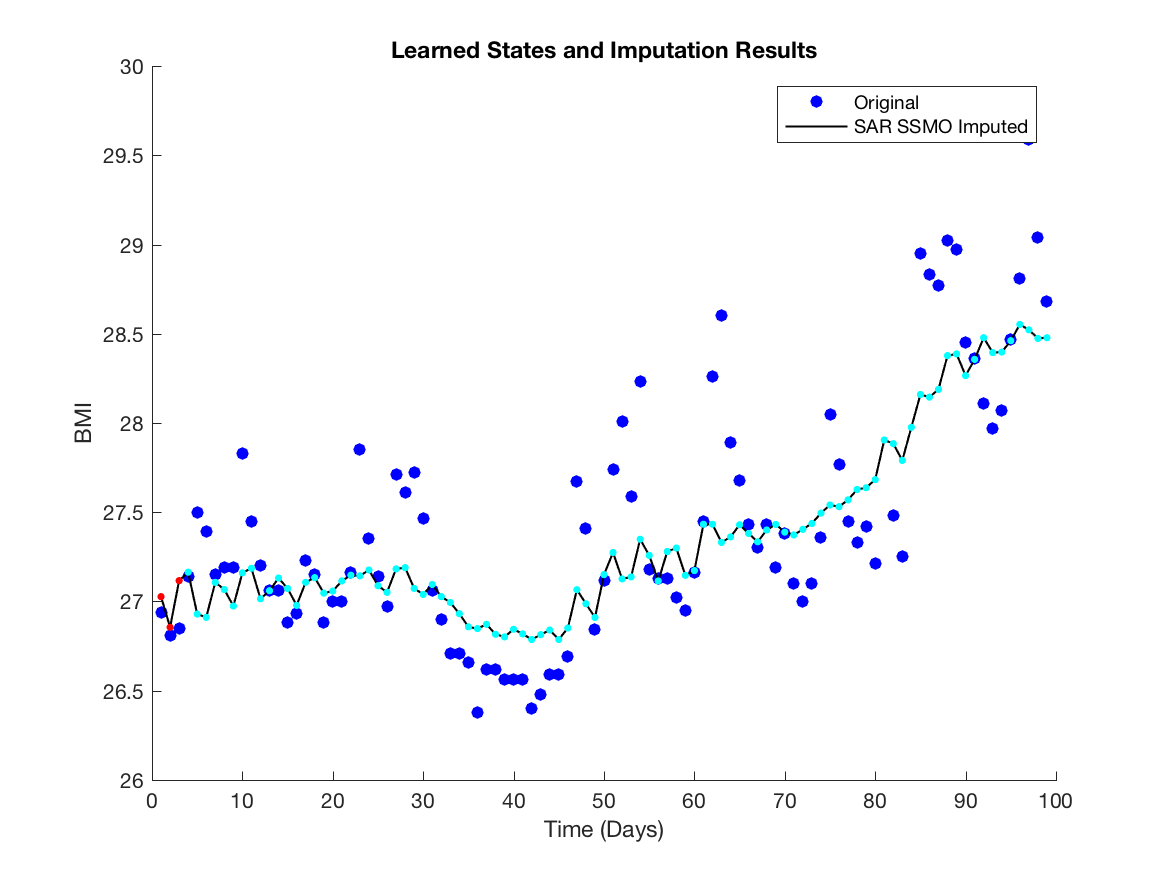 Learned States and Imputation Results
30
29.5
29
28.5
28
27.5
27
26.5
26
BMI
Original
SAR SSMO Imputed
0 10 20 30 40 50 60 70 80 90 100
Time (Days)